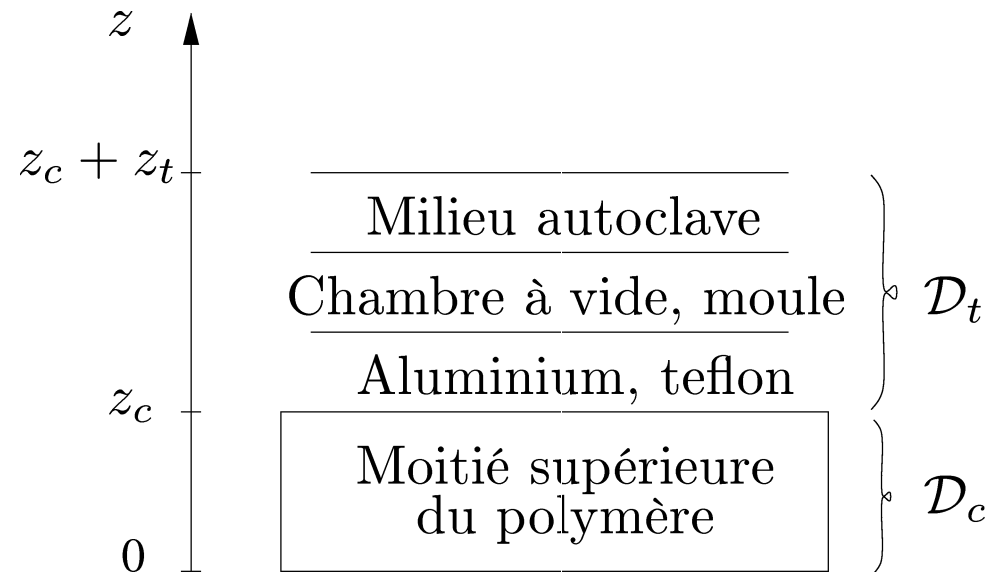 z
z_c + z_t
Milieu autoclave
Chambre à vide, moule
𝒟_t
Aluminium, teflon
z_c
Moitié supérieure
du polymère
𝒟_c
0